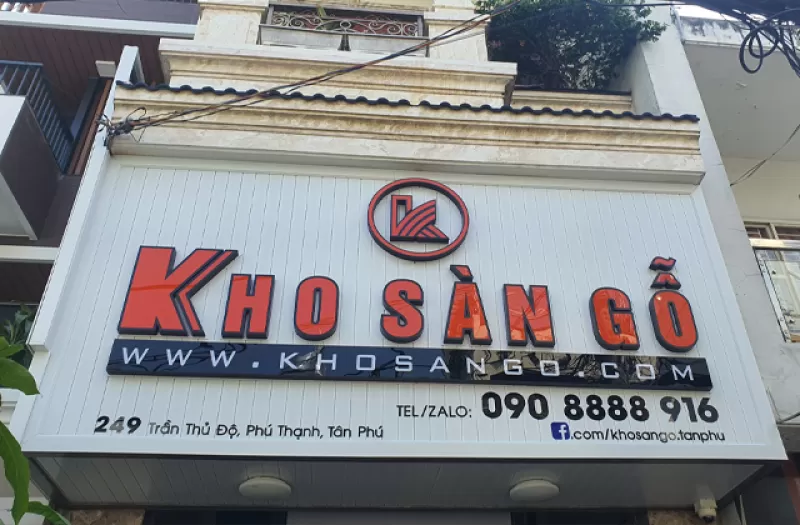 KHO SÀN GỖ
WWW.KHOSANGO.COM
TEL/ZALO: 090 8888 916
249 Trần Thủ Độ, Phú Thạnh, Tân Phú
f.com/khosango.tanphu